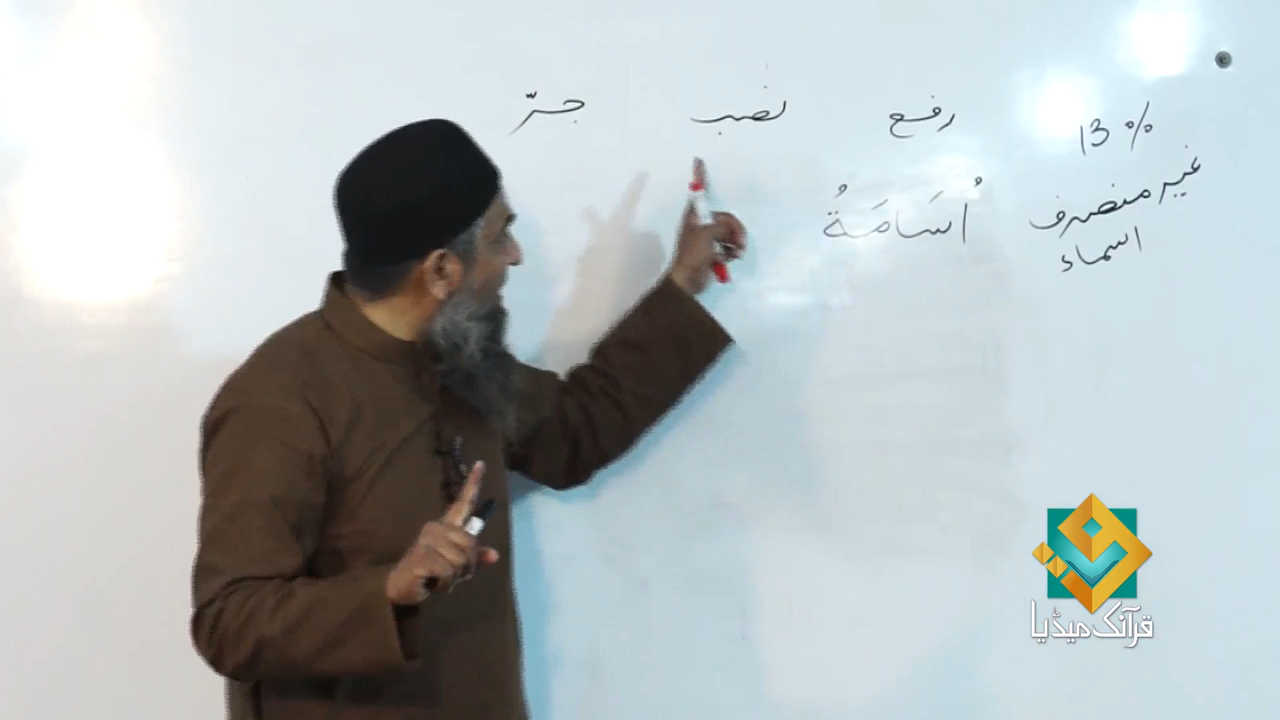 رفع نصب جرّ
13 %
غیر منصرف
اسماء
اُسَامَةُ
قرآنک میڈیا